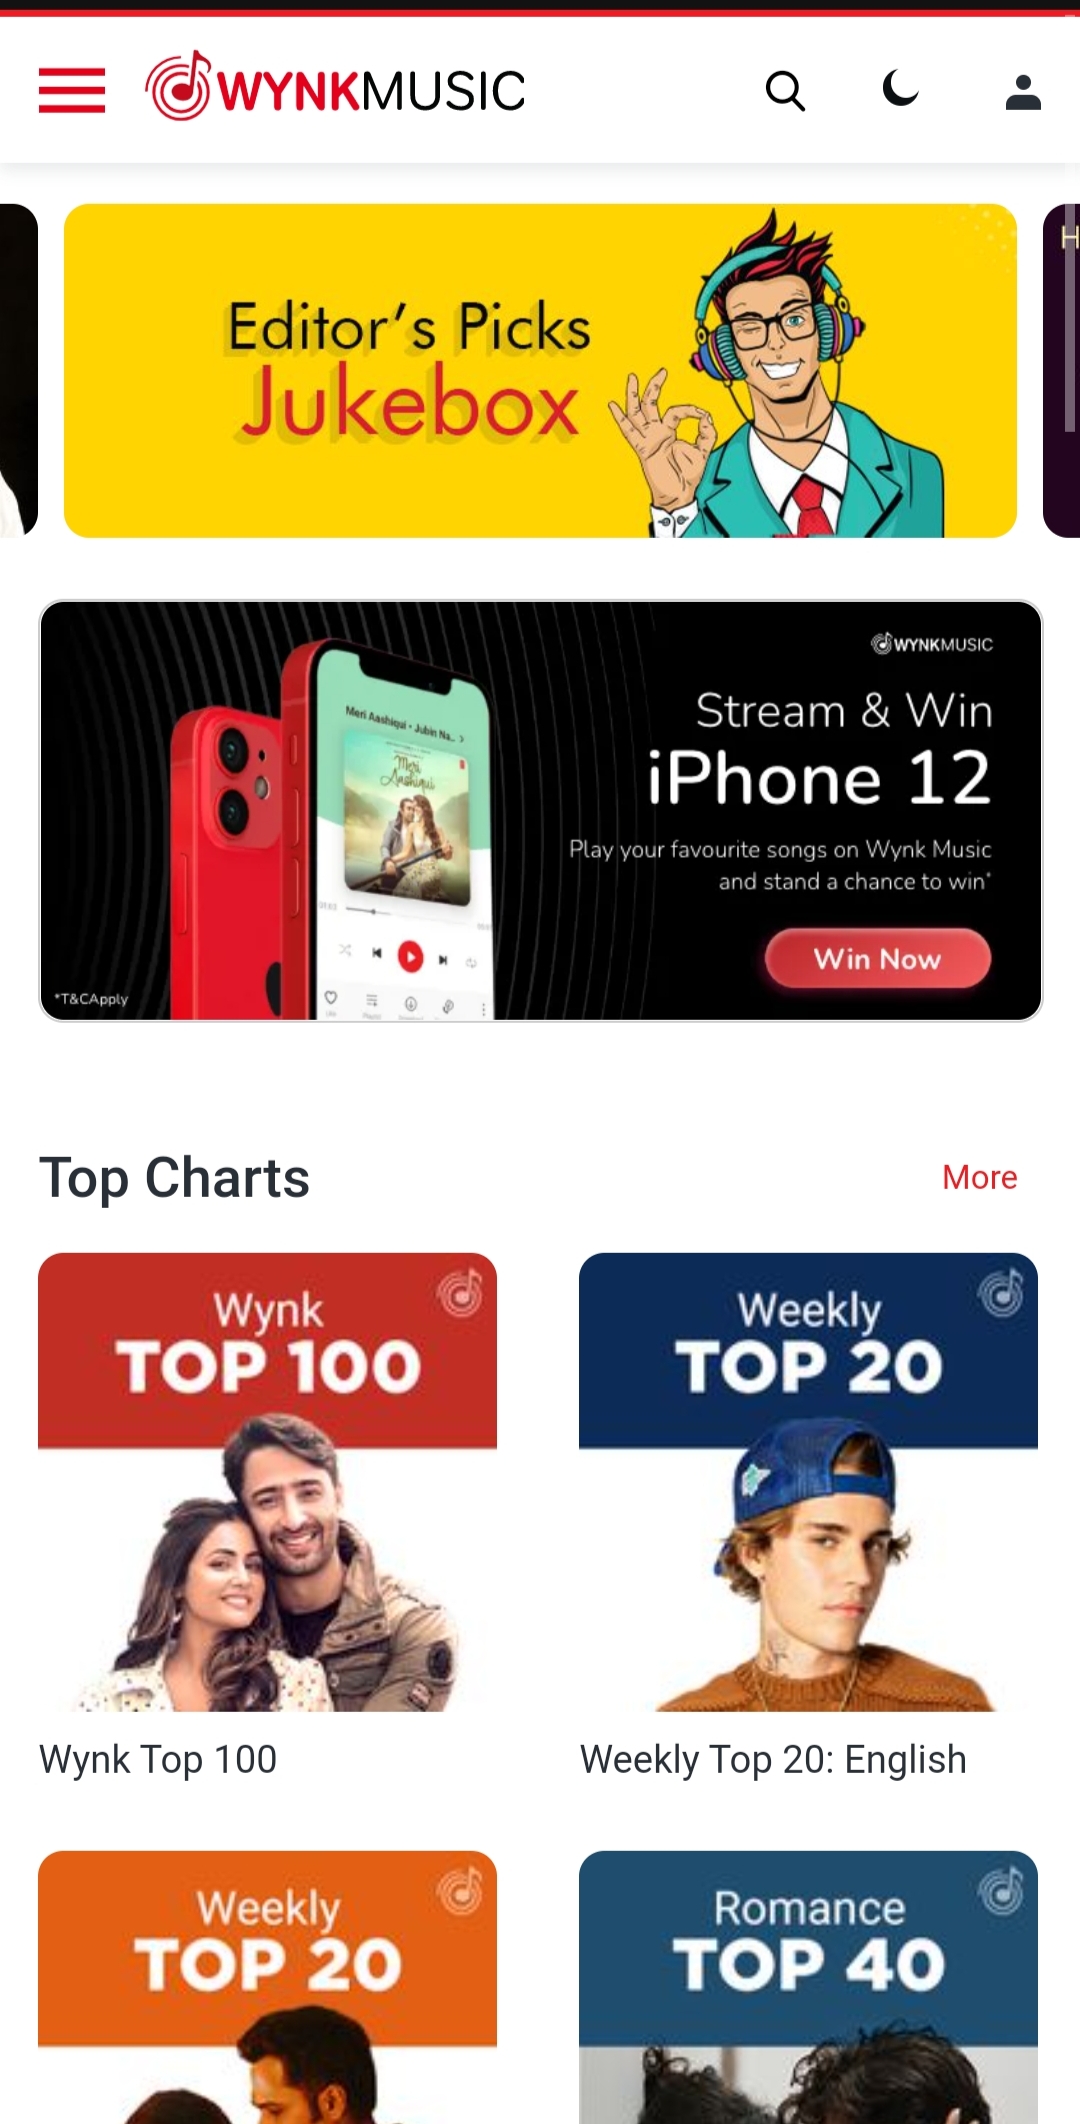 WYNKMUSIC
H
Editor's Picks
Jukebox
WYNKMUSIC
Stream & Win
iPhone 12
Play your favourite songs on Wynk Music
and stand a chance to win*
Win Now
Meri Aashiqui • Jubin Na..
Meri
Aashiqui
*T&CApply
Top Charts
More
Wynk
TOP 100
Weekly
TOP 20
Wynk Top 100
Weekly Top 20: English
Weekly
TOP 20
Romance
TOP 40